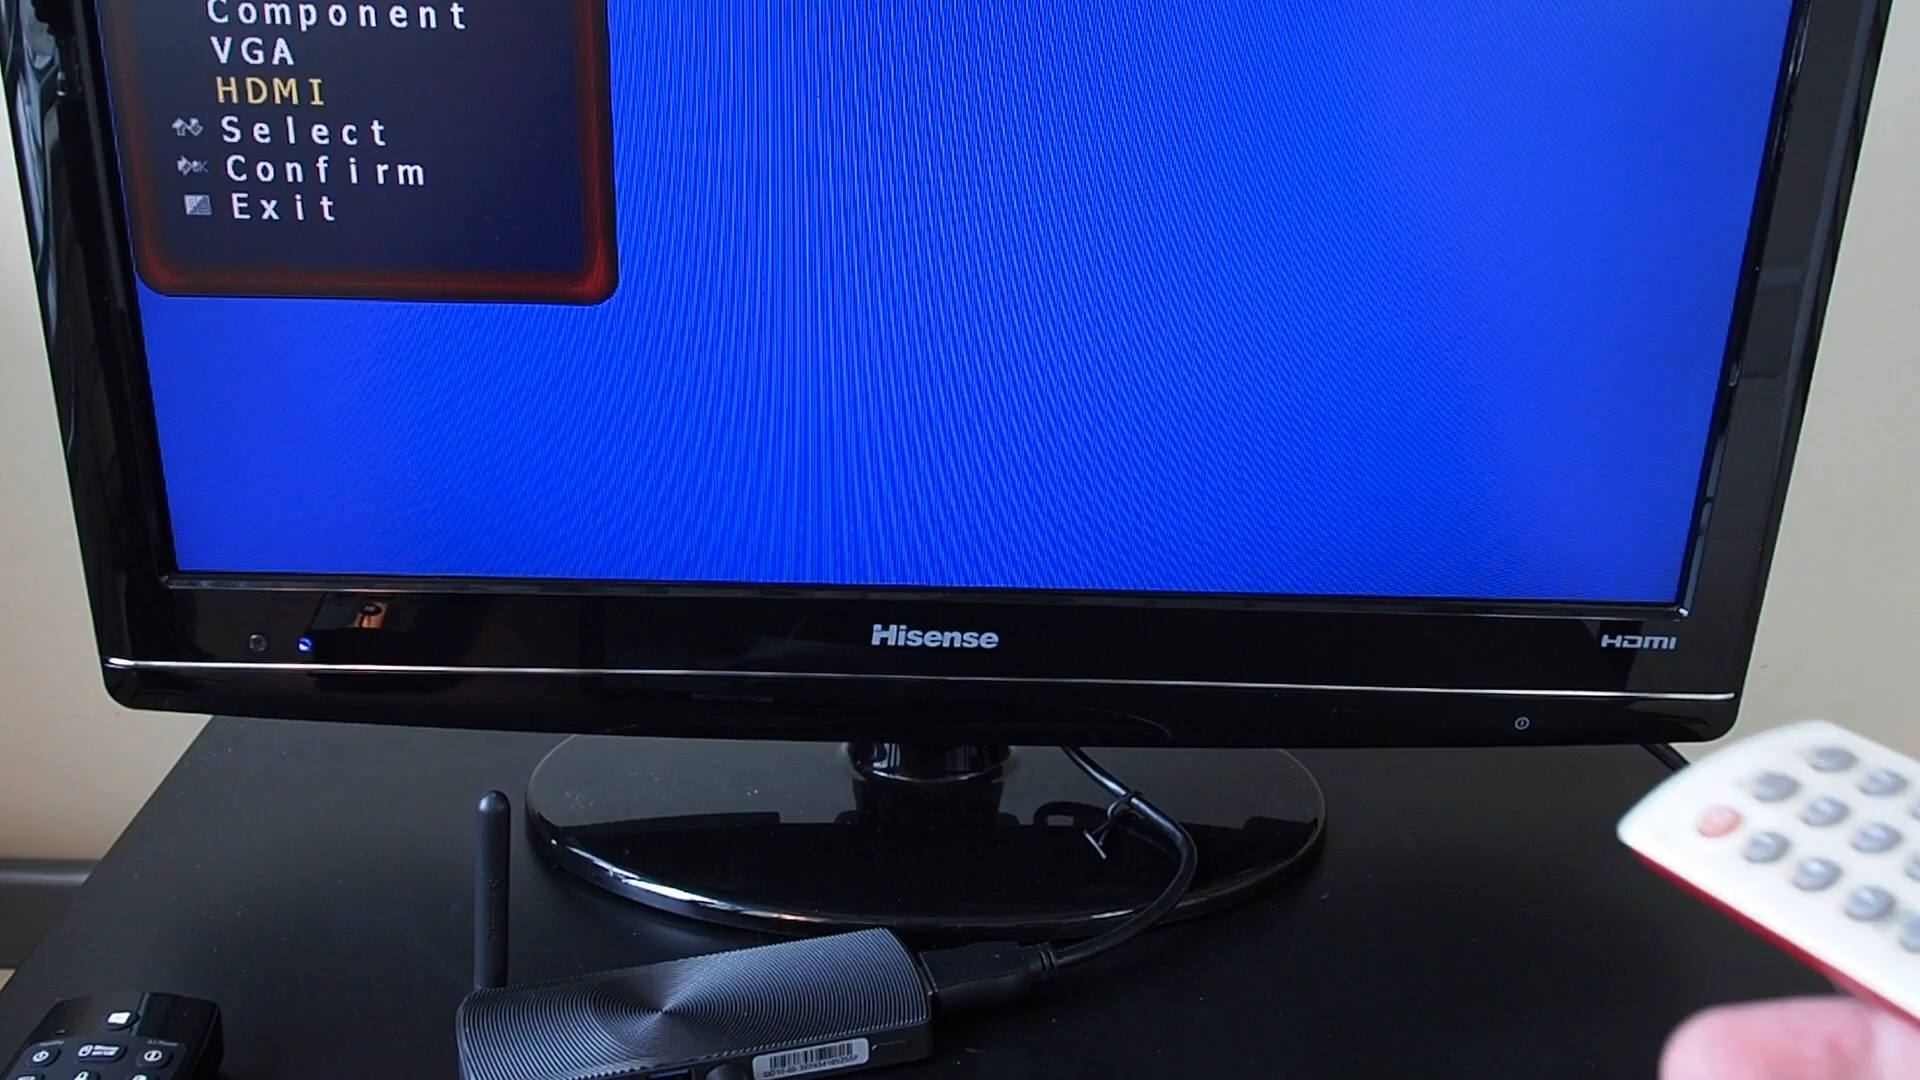 Component
VGA
HDMI
Select
Confirm
Exit
Hisense
HDMI